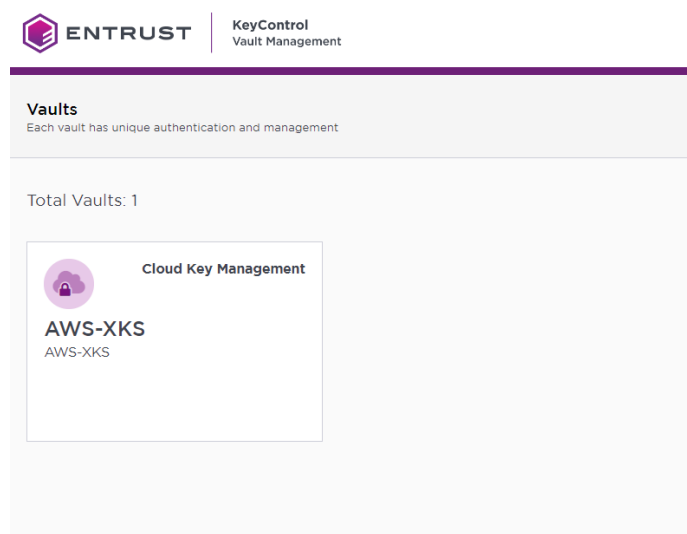 ENTRUST
KeyControl
Vault Management
Vaults
Each vault has unique authentication and management
Total Vaults: 1
Cloud Key Management
AWS-XKS
AWS-XKS